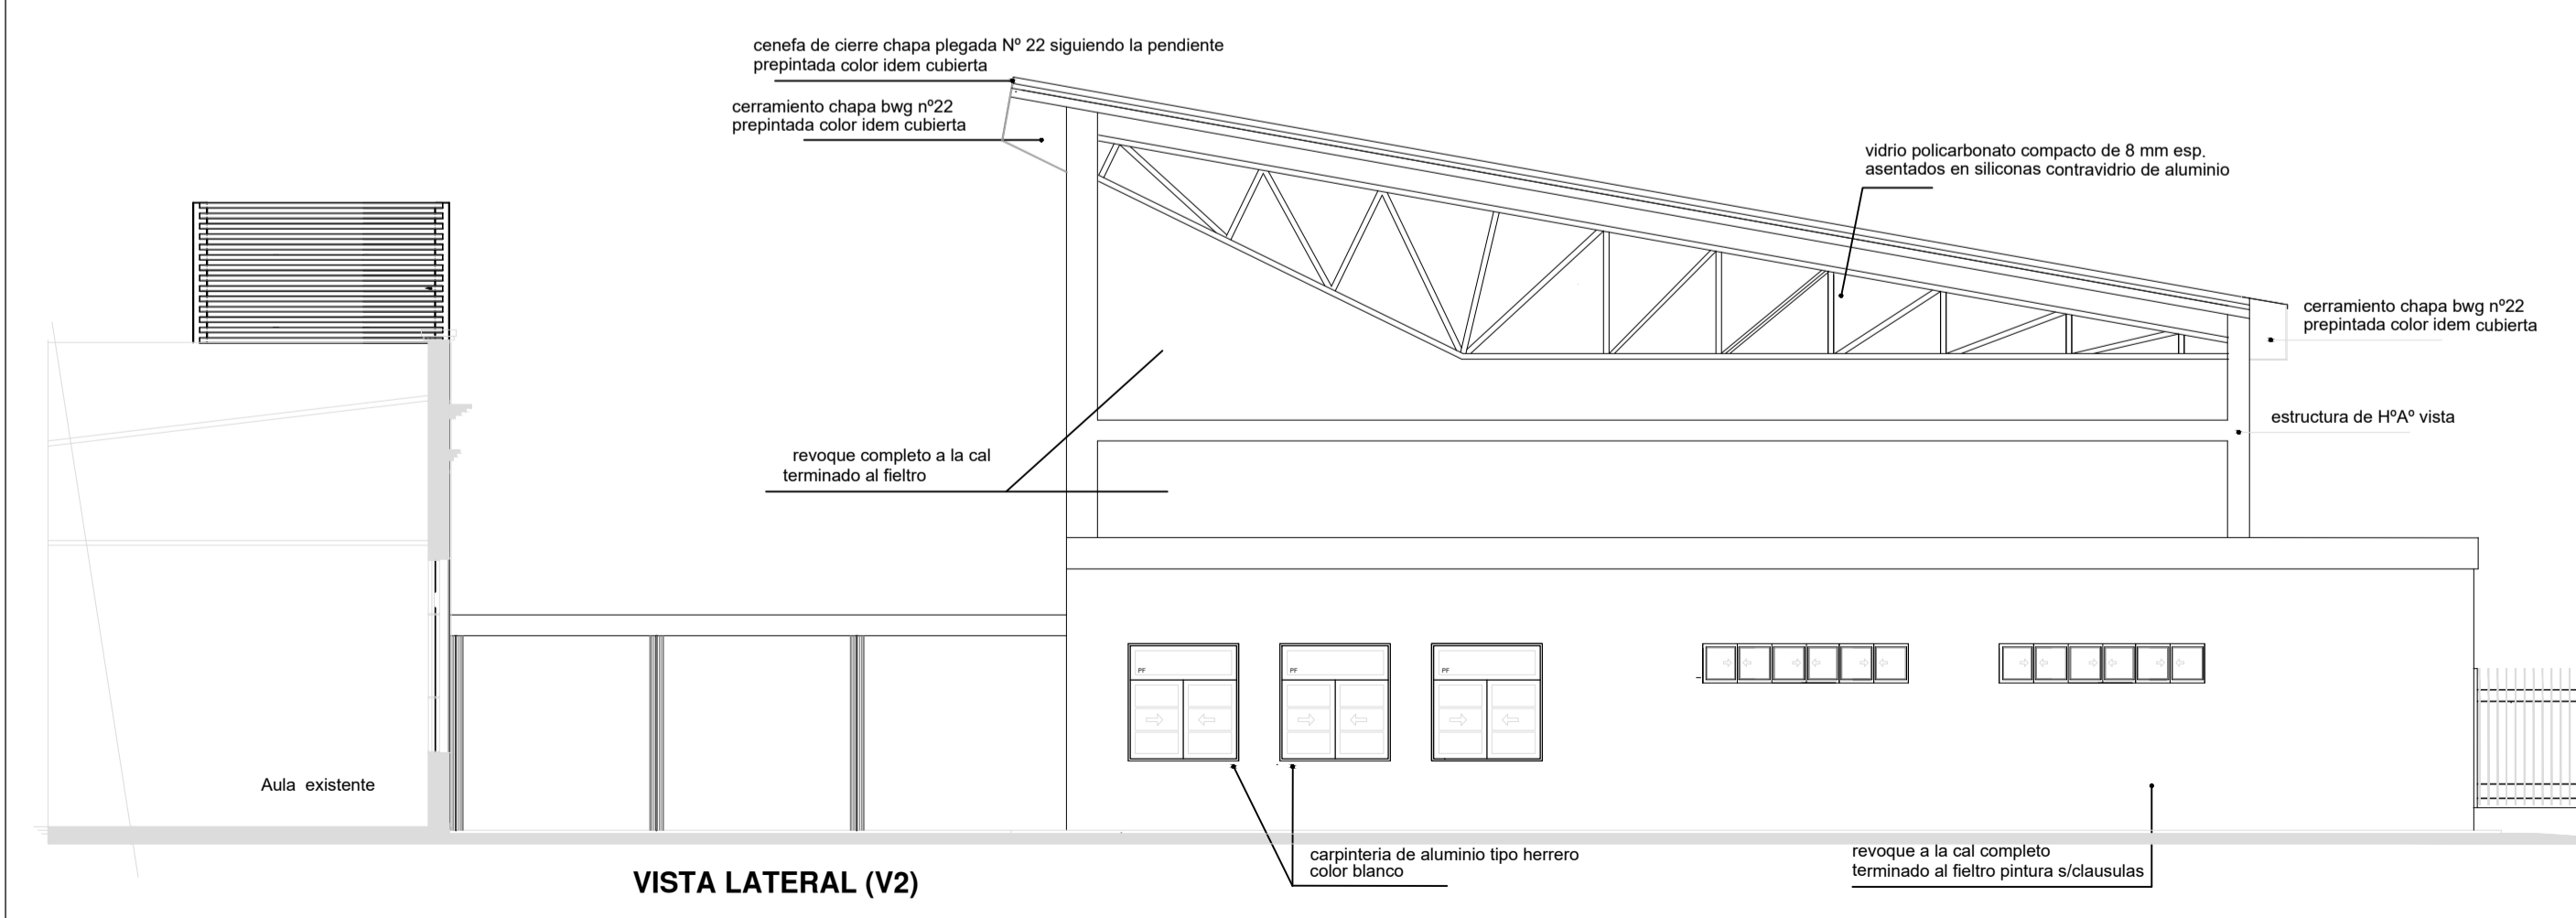 cenefa de cierre chapa plegada Nº 22 siguiendo la pendiente
prepintada color idem cubierta
cerramiento chapa bwg nº22
prepintada color idem cubierta
vidrio policarbonato compacto de 8 mm esp.
asentados en siliconas contravidrio de aluminio
cerramiento chapa bwg nº22
prepintada color idem cubierta
estructura de HºAº vista
revoque completo a la cal
terminado al fieltro
PF
PF
PF
Aula existente
carpinteria de aluminio tipo herrero
color blanco
revoque a la cal completo
terminado al fieltro pintura s/clausulas
VISTA LATERAL (V2)